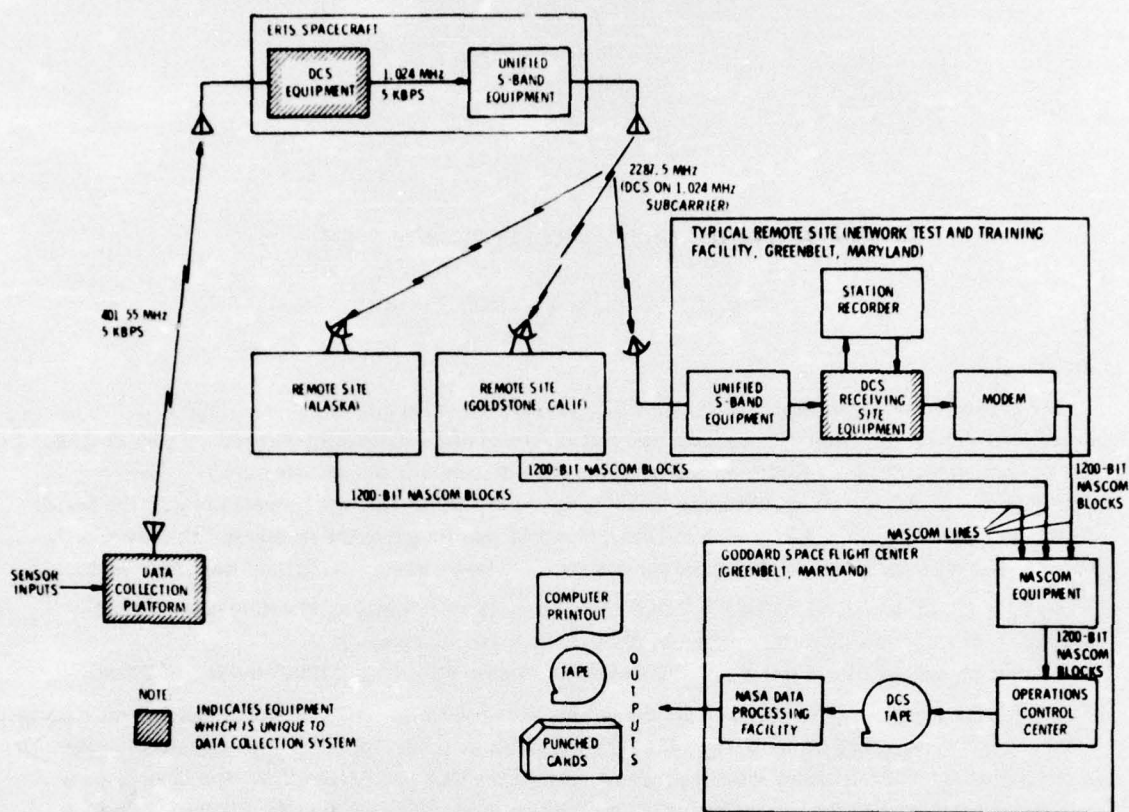 ERTS SPACECRAFT
DCS
EQUIPMENT
1.024 MHz
5 KBPS
UNIFIED
S-BAND
EQUIPMENT
2287.5 MHz
(DCS ON 1.024 MHz
SUBCARRIER)
401.55 MHz
5 KBPS
TYPICAL REMOTE SITE (NETWORK TEST AND TRAINING
FACILITY, GREENBELT, MARYLAND)
STATION
RECORDER
REMOTE SITE
(ALASKA)
REMOTE SITE
(GOLDSTONE, CALIF)
UNIFIED
S-BAND
EQUIPMENT
DCS
RECEIVING
SITE
EQUIPMENT
MODEM
1200-BIT NASCOM BLOCKS
1200-BIT NASCOM BLOCKS
1200-BIT
NASCOM
BLOCKS
NASCOM LINES
SENSOR
INPUTS
DATA
COLLECTION
PLATFORM
GODDARD SPACE FLIGHT CENTER
(GREENBELT, MARYLAND)
NASCOM
EQUIPMENT
1200-BIT
NASCOM
BLOCKS
COMPUTER
PRINTOUT
TAPE
PUNCHED
CARDS
OUTPUTS
NASA DATA
PROCESSING
FACILITY
DCS
TAPE
OPERATIONS
CONTROL
CENTER
NOTE:
INDICATES EQUIPMENT
WHICH IS UNIQUE TO
DATA COLLECTION SYSTEM